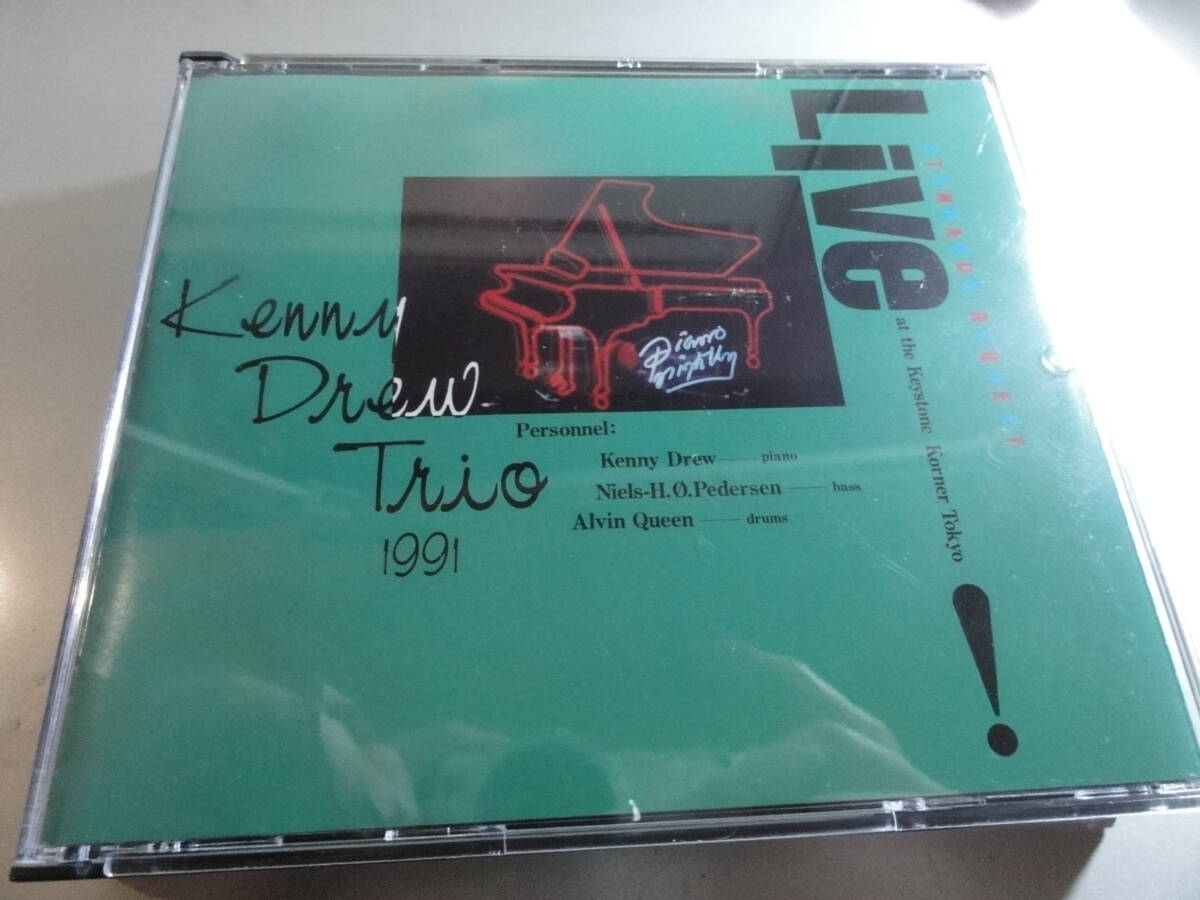 Kenny
Drew
Trio
1991
Personnel:
Kenny Drew — piano
Niels-H.Ø.Pedersen — bass
Alvin Queen — drums
Live
STANDARDS REQUEST
at the Keystone Korner Tokyo
!